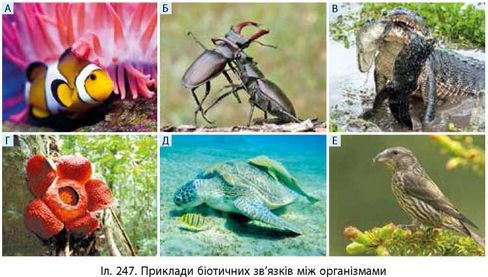 А
Б
В
Г
Д
Е
Іл. 247. Приклади біотичних зв’язків між організмами